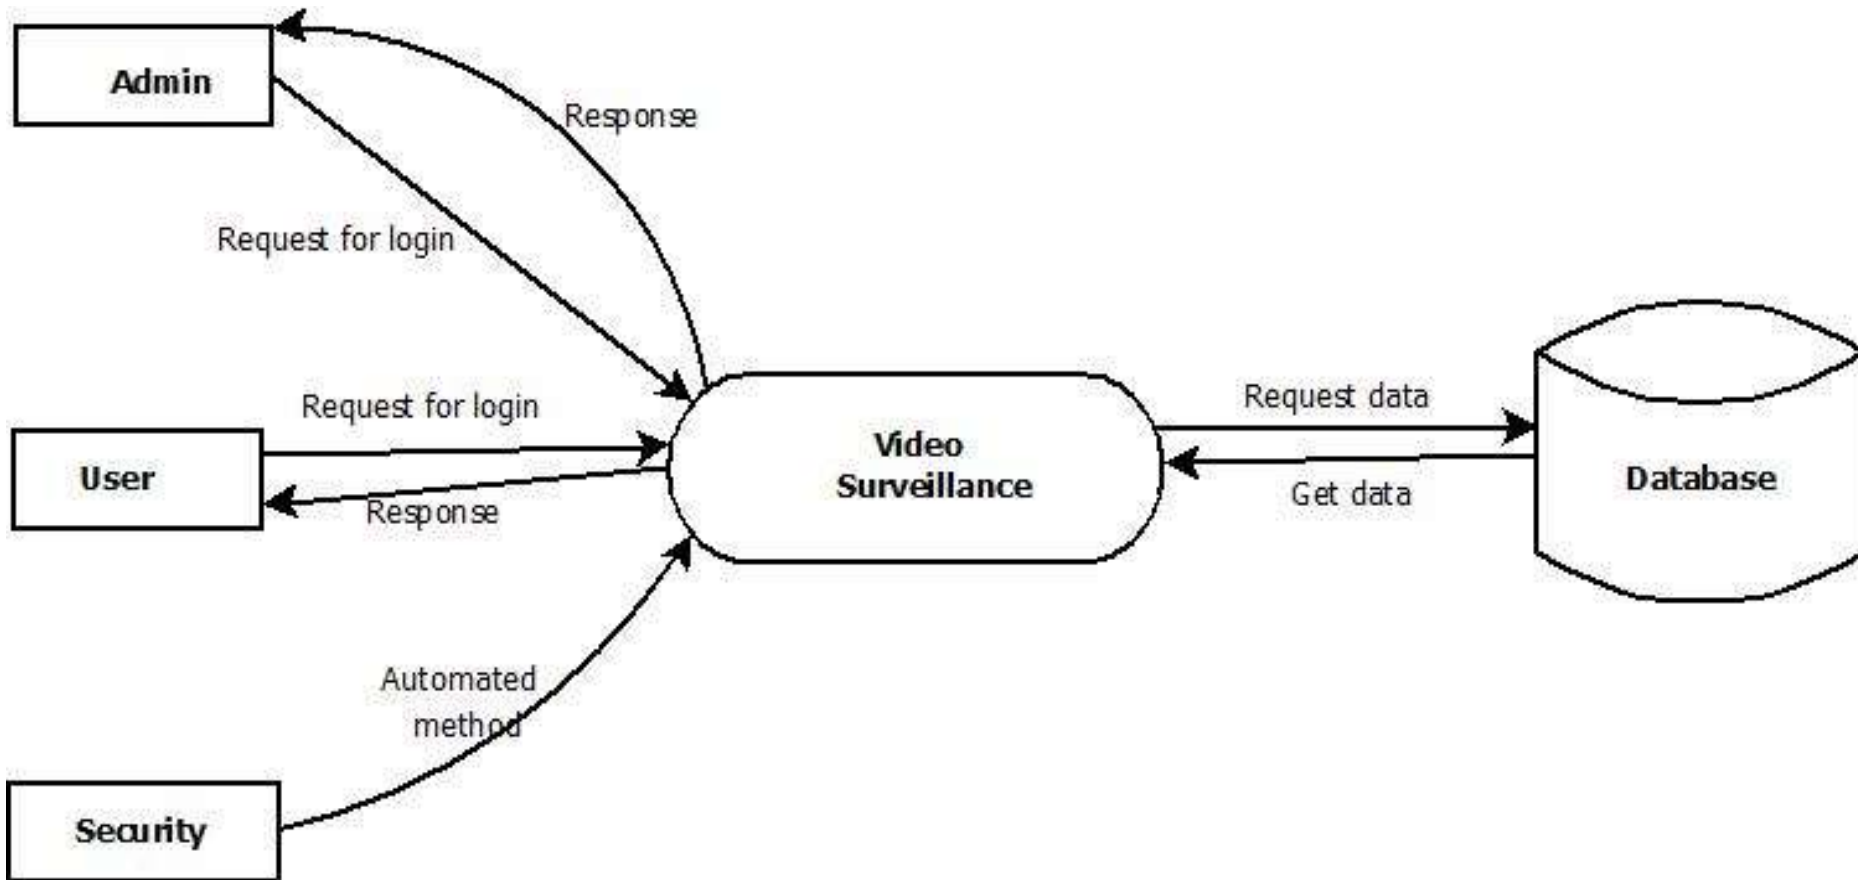 Admin
Response
Request for login
Request for login
User
Response
Video
Surveillance
Request data
Get data
Database
Automated
method
Security